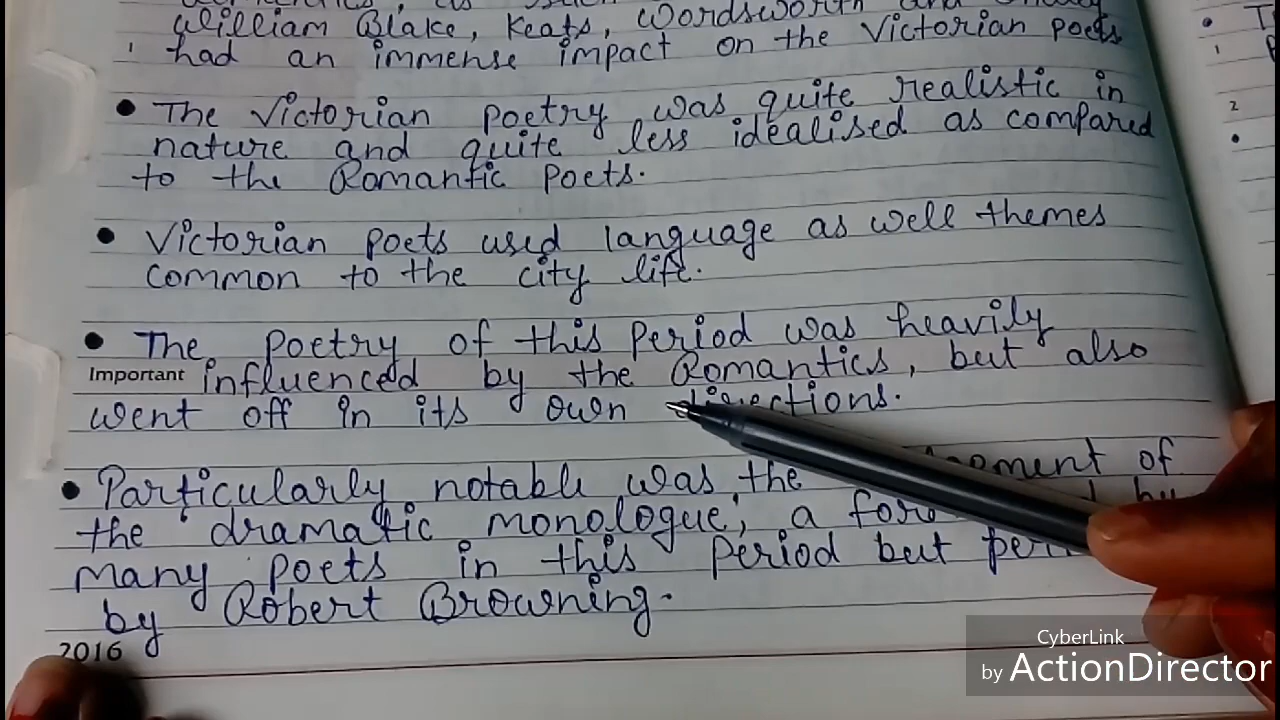 William Blake, Keats, Wordsworth and
had an immense impact on the Victorian poets
• The Victorian poetry was quite realistic in
nature and quite less idealised as compared
to the Romantic Poets.
• Victorian poets used language as well themes
common to the city life.
• The Poetry of this Period was heavily
Important
influenced by the Romantics, but also
went off in its own directions.
• Particularly notable was the
of
the 'dramatic monologue', a
by
many poets in this Period but
by Robert Browning.
2016
CyberLink
by ActionDirector